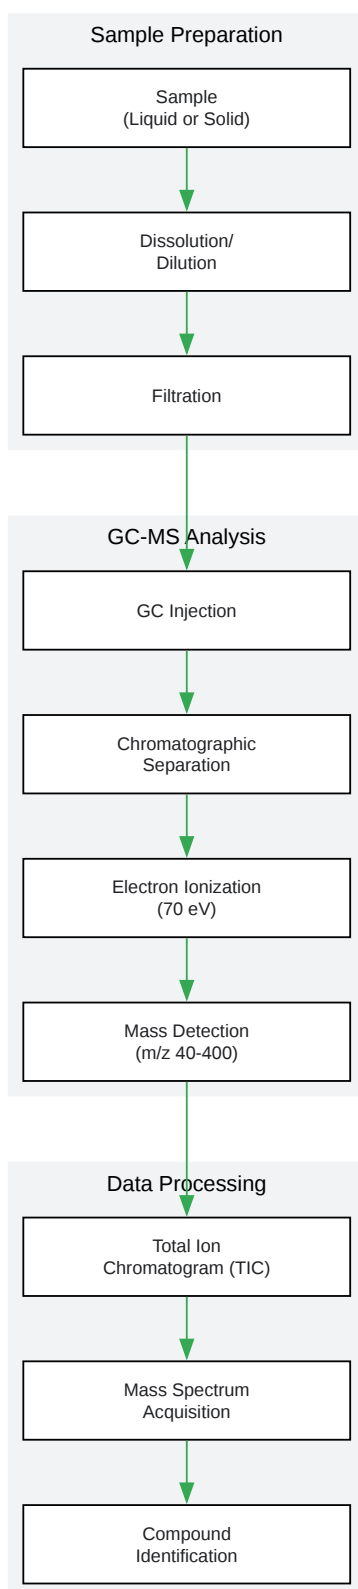 Sample Preparation
Sample
(Liquid or Solid)
Dissolution/
Dilution
Filtration
GC-MS Analysis
GC Injection
Chromatographic
Separation
Electron Ionization
(70 eV)
Mass Detection
(m/z 40-400)
Data Processing
Total Ion
Chromatogram (TIC)
Mass Spectrum
Acquisition
Compound
Identification